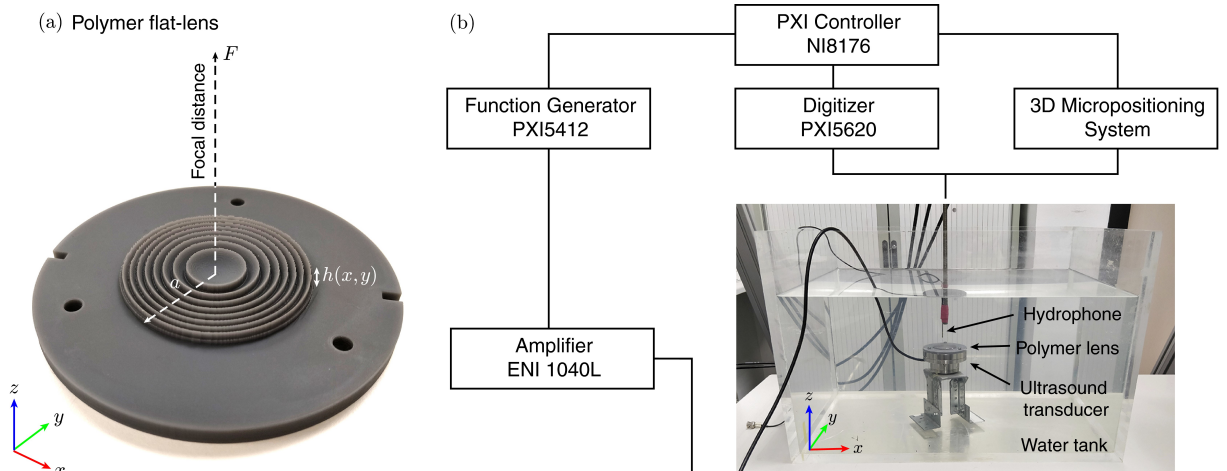 (a) Polymer flat-lens
F
Focal distance
a
h(x, y)
z
y
x
(b)
PXI Controller
NI8176
Function Generator
PXI5412
Digitizer
PXI5620
3D Micropositioning
System
Amplifier
ENI 1040L
Hydrophone
Polymer lens
Ultrasound
transducer
Water tank
z
y
x